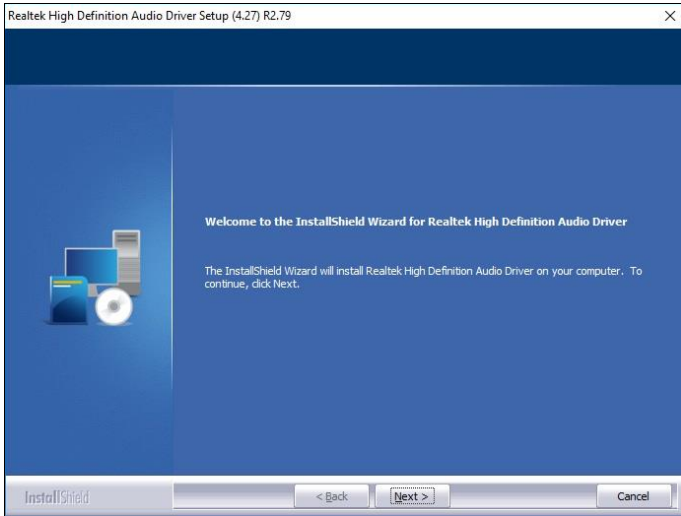 Realtek High Definition Audio Driver Setup (4.27) R2.79
Welcome to the InstallShield Wizard for Realtek High Definition Audio Driver
The InstallShield Wizard will install Realtek High Definition Audio Driver on your computer. To
continue, click Next.
InstallShield
< Back
Next >
Cancel